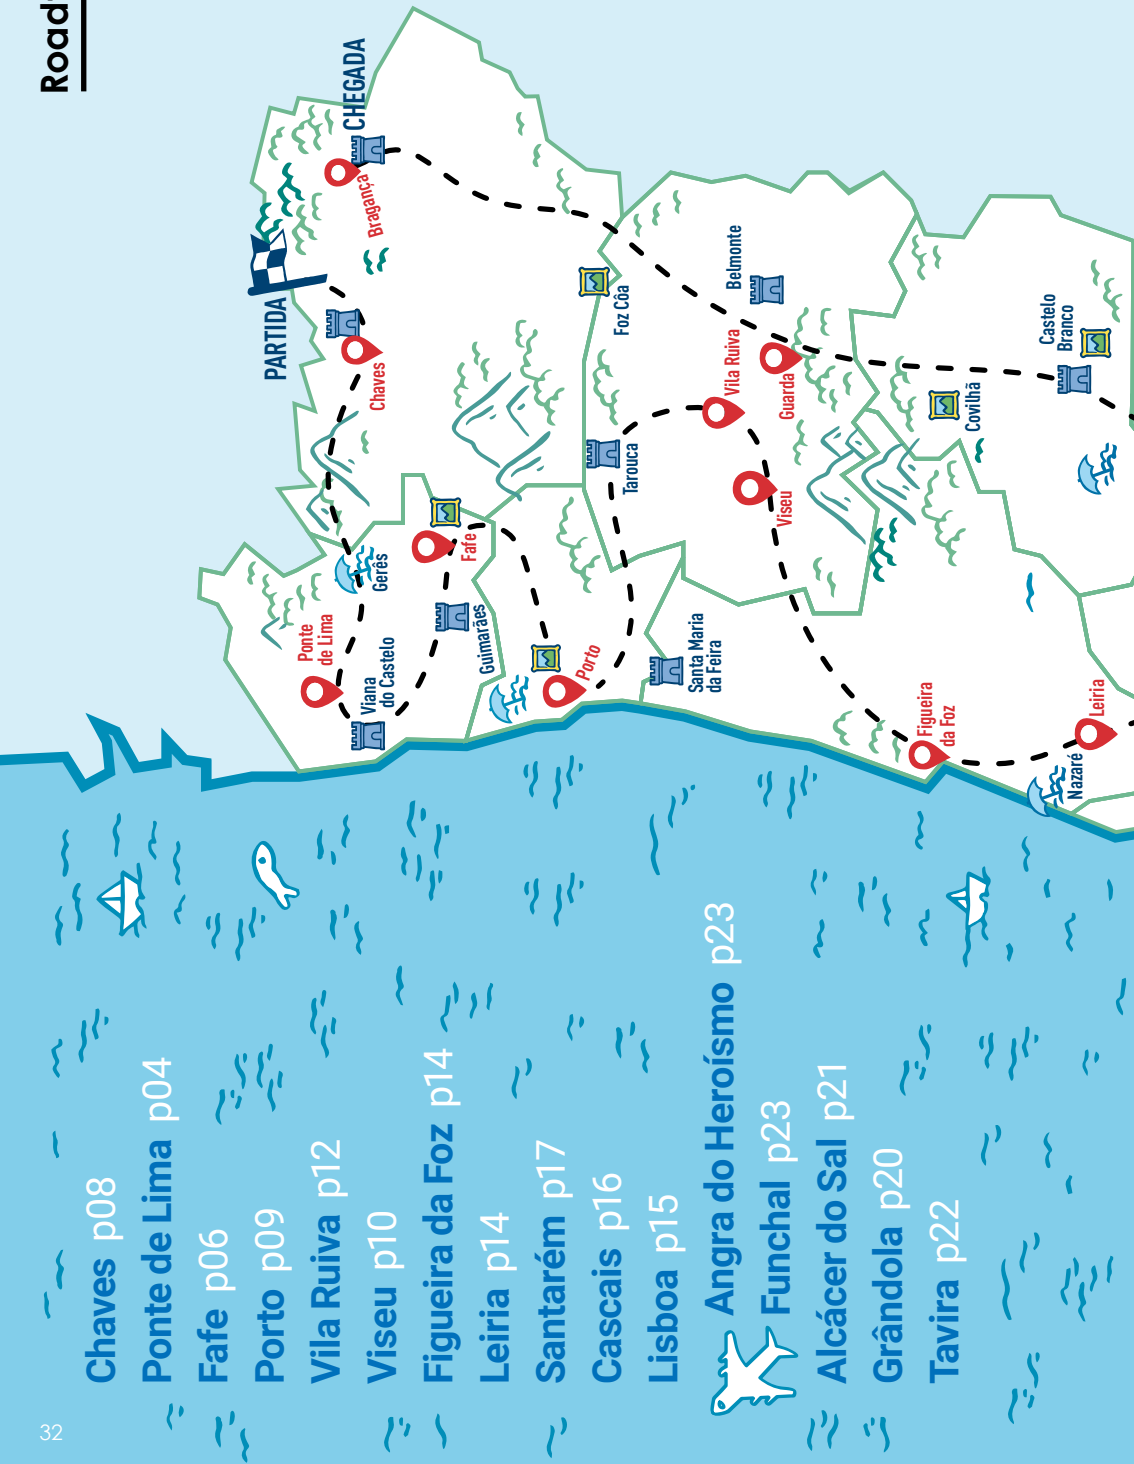 Road
PARTIDA
CHEGADA
Bragança
Chaves
Gerês
Ponte
de Lima
Viana
do Castelo
Fafe
Guimarães
Porto
Santa Maria
da Feira
Tarouca
Foz Côa
Vila Ruiva
Viseu
Belmonte
Guarda
Covilhã
Castelo
Branco
Figueira
da Foz
Leiria
Nazaré
Chaves p08
Ponte de Lima p04
Fafe p06
Porto p09
Vila Ruiva p12
Viseu p10
Figueira da Foz p14
Leiria p14
Santarém p17
Cascais p16
Lisboa p15
Angra do Heroísmo p23
Funchal p23
Alcácer do Sal p21
Grândola p20
Tavira p22
32